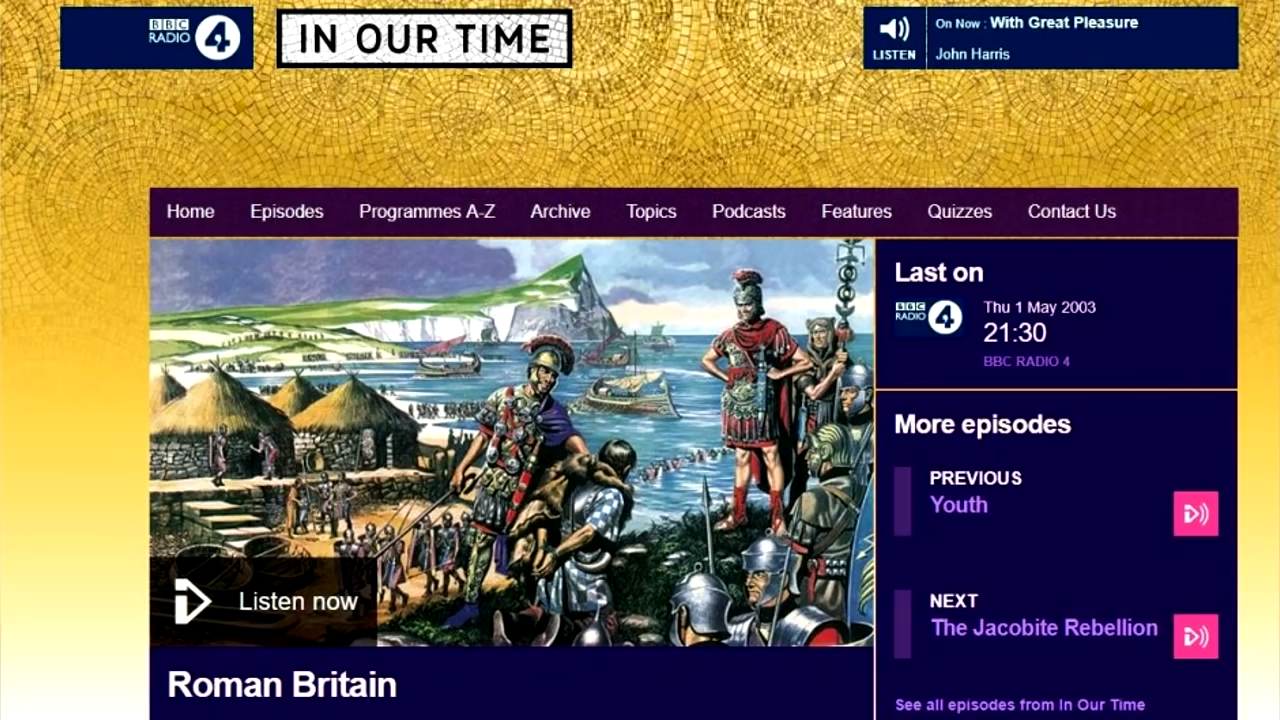 BBC
RADIO 4
IN OUR TIME
LISTEN
On Now : With Great Pleasure
John Harris
Home Episodes Programmes A-Z Archive Topics Podcasts Features Quizzes Contact Us
Last on
BBC
RADIO 4
Thu 1 May 2003
21:30
BBC RADIO 4
More episodes
PREVIOUS
Youth
NEXT
The Jacobite Rebellion
See all episodes from In Our Time
Listen now
Roman Britain